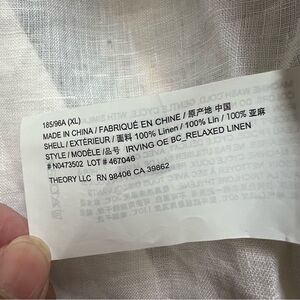 185/96A (XL)
MADE IN CHINA / FABRIQUÉ EN CHINE / 原产地 中国
SHELL / EXTÉRIEUR / 面料 100% Linen / 100% Lin / 100% 亚麻
STYLE / MODÈLE /品号 IRVING OE BC_RELAXED LINEN
# N0473502 LOT # 467046
THEORY LLC RN 98406 CA 39862